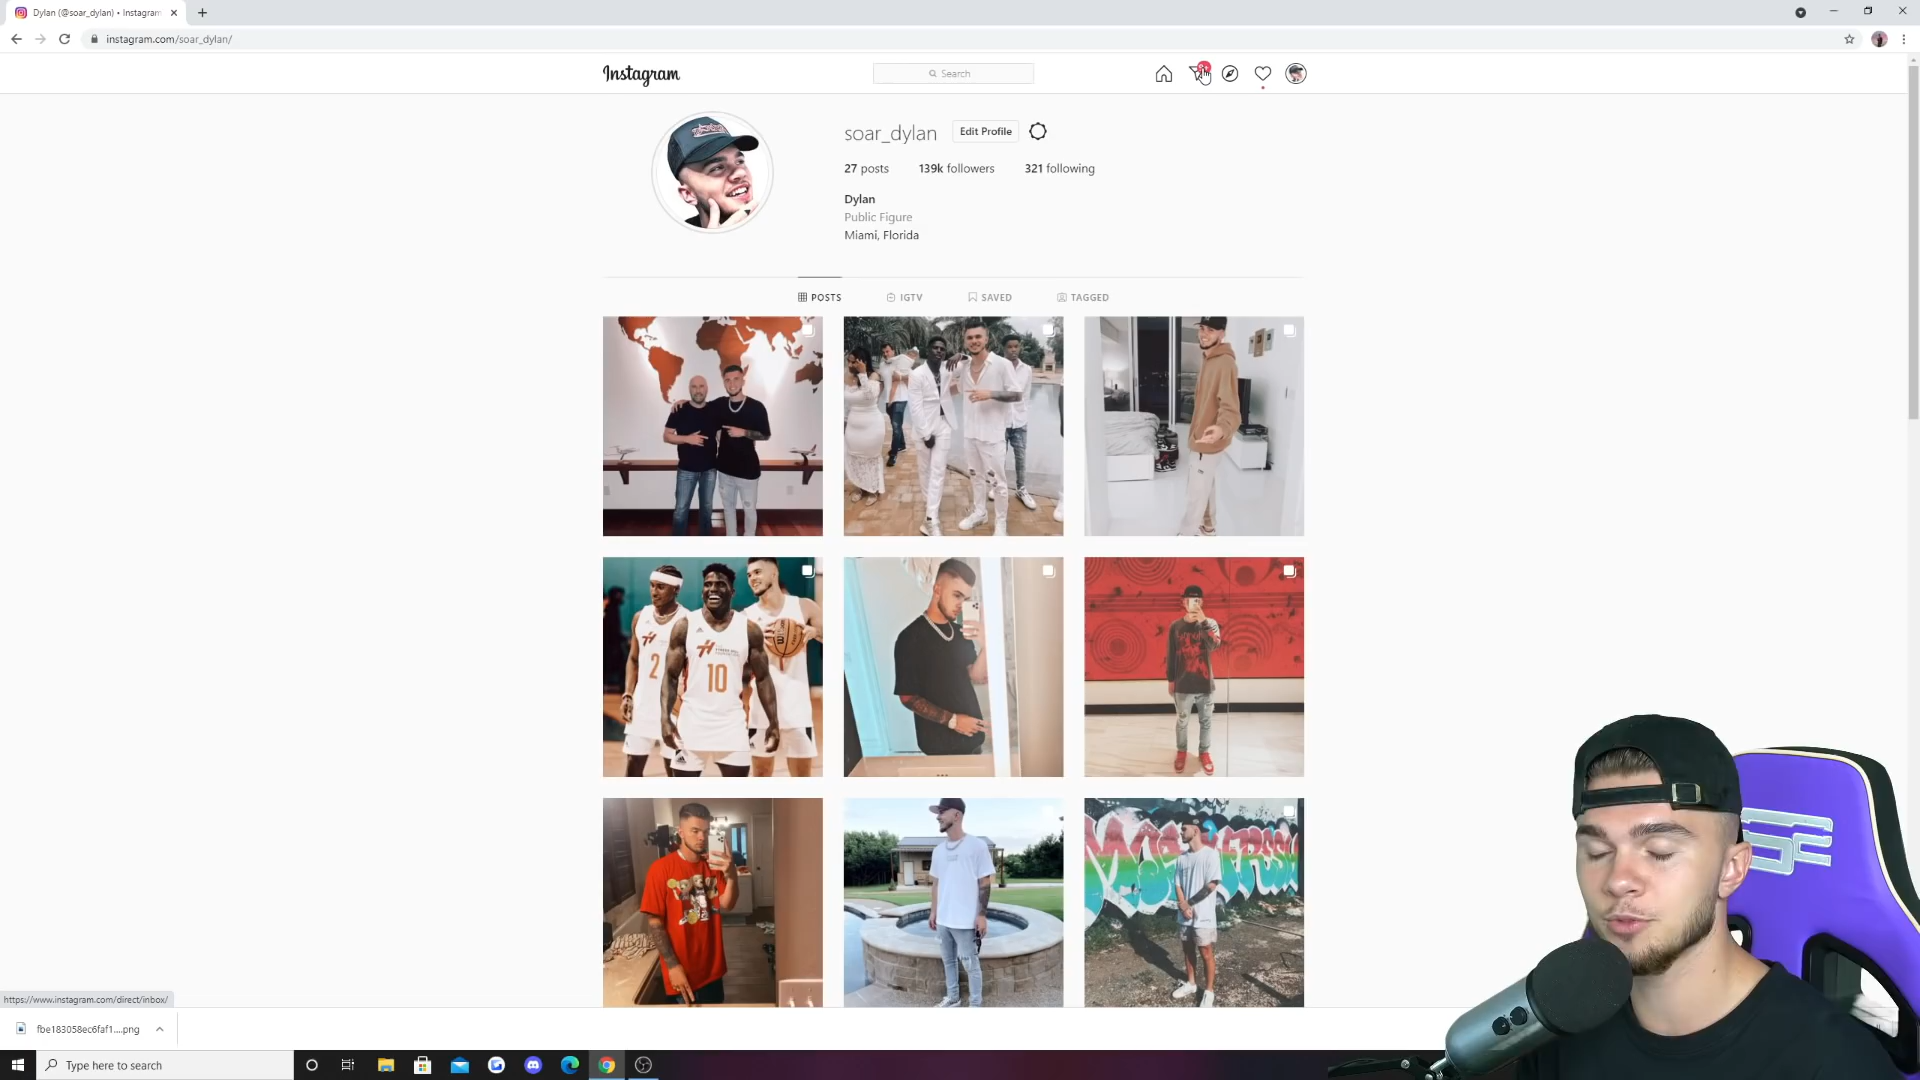 Dylan (@soar_dylan) • Instagram
instagram.com/soar_dylan/
Instagram
Search
soar_dylan
Edit Profile
27 posts
139k followers
321 following
Dylan
Public Figure
Miami, Florida
POSTS
IGTV
SAVED
TAGGED
2
10
https://www.instagram.com/direct/inbox/
fbe183058ec6faf1....png
Type here to search